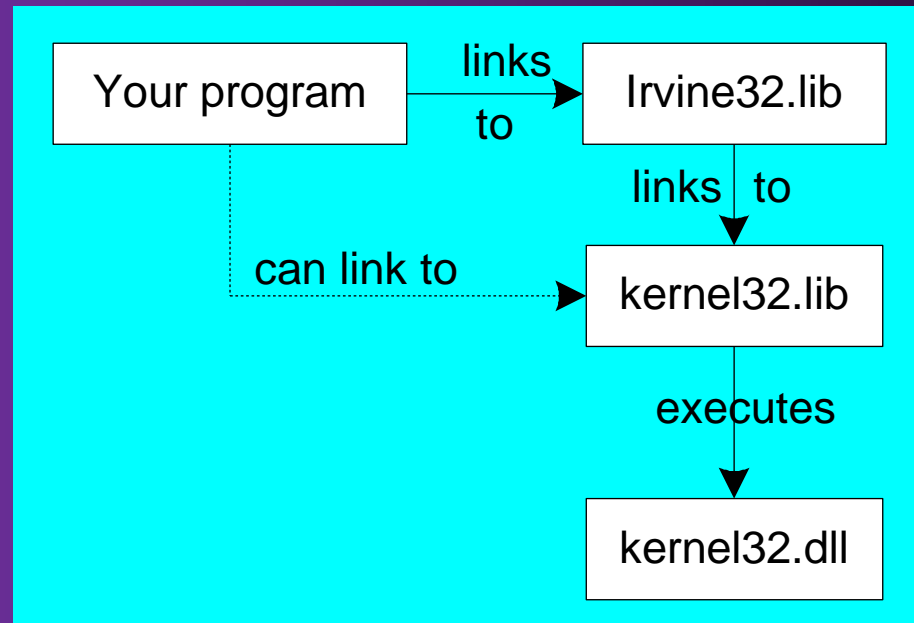 Your program
links
to
Irvine32.lib
links to
can link to
kernel32.lib
executes
kernel32.dll